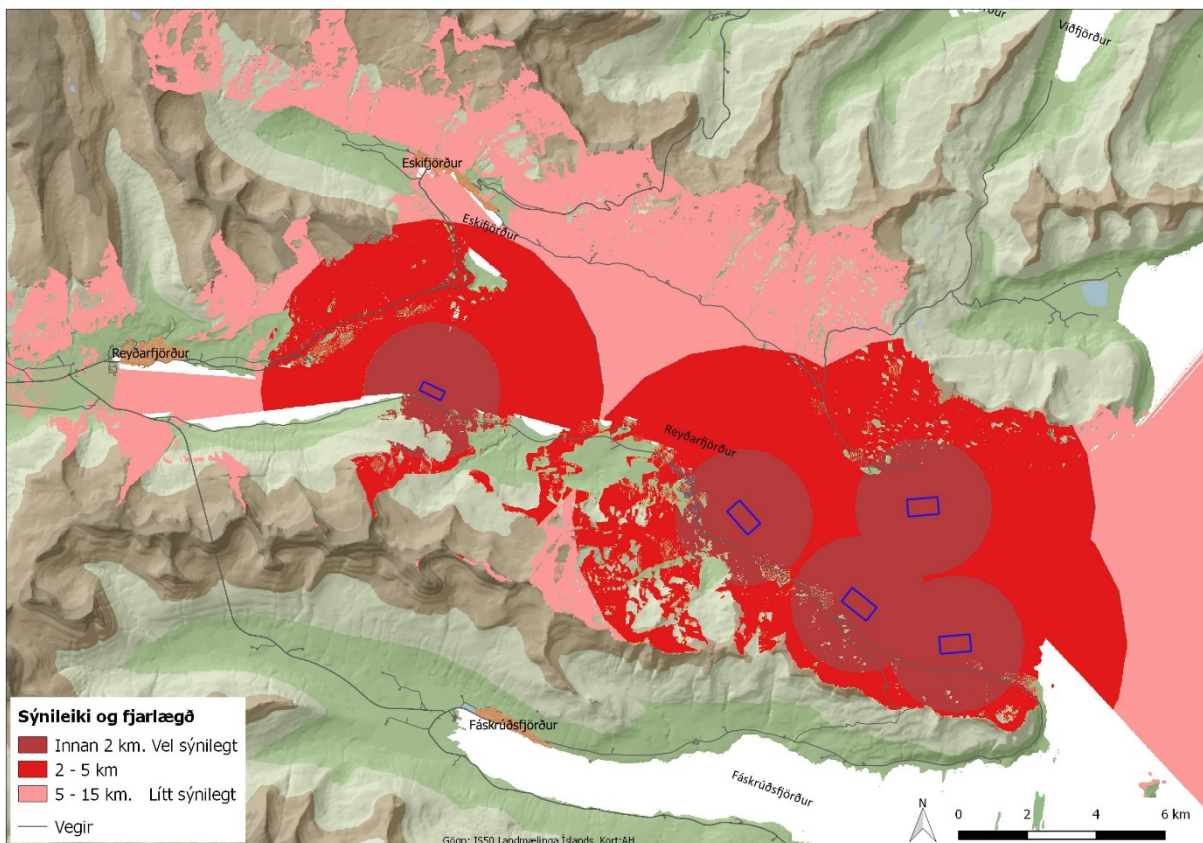 Viðfjörður
Eskifjörður
Eskifjörður
Reyðarfjörður
Reyðarfjörður
Sýnileiki og fjarlægð
Innan 2 km. Vel sýnilegt
2 - 5 km
5 - 15 km. Lítt sýnilegt
Vegir
Fáskrúðsfjörður
Fáskrúðsfjörður
N
0 2 4 6 km
Gögn: IS50 Landmælinga Íslands. Kort:AH